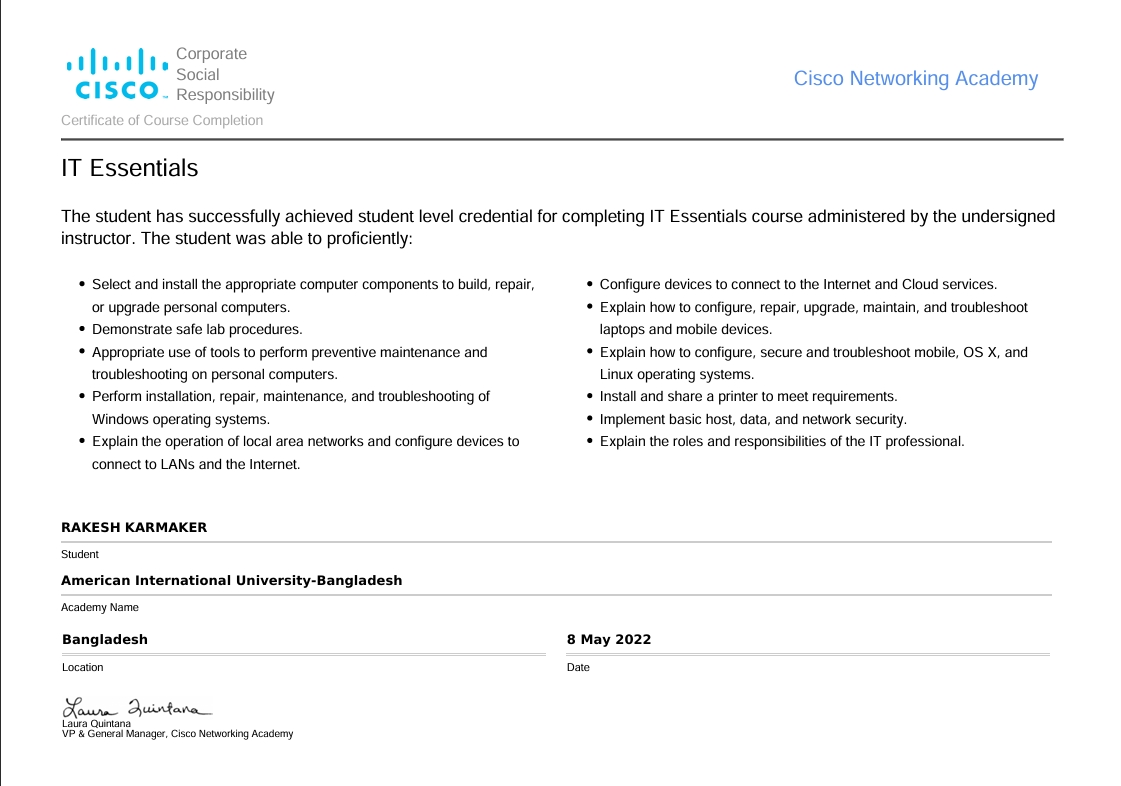 CISCO™
Corporate
Social
Responsibility
Cisco Networking Academy
Certificate of Course Completion
IT Essentials
The student has successfully achieved student level credential for completing IT Essentials course administered by the undersigned
instructor. The student was able to proficiently:
• Select and install the appropriate computer components to build, repair,
or upgrade personal computers.
• Demonstrate safe lab procedures.
• Appropriate use of tools to perform preventive maintenance and
troubleshooting on personal computers.
• Perform installation, repair, maintenance, and troubleshooting of
Windows operating systems.
• Explain the operation of local area networks and configure devices to
connect to LANs and the Internet.
• Configure devices to connect to the Internet and Cloud services.
• Explain how to configure, repair, upgrade, maintain, and troubleshoot
laptops and mobile devices.
• Explain how to configure, secure and troubleshoot mobile, OS X, and
Linux operating systems.
• Install and share a printer to meet requirements.
• Implement basic host, data, and network security.
• Explain the roles and responsibilities of the IT professional.
RAKESH KARMAKER
Student
American International University-Bangladesh
Academy Name
Bangladesh
Location
8 May 2022
Date
Laura Quintana
Laura Quintana
VP & General Manager, Cisco Networking Academy